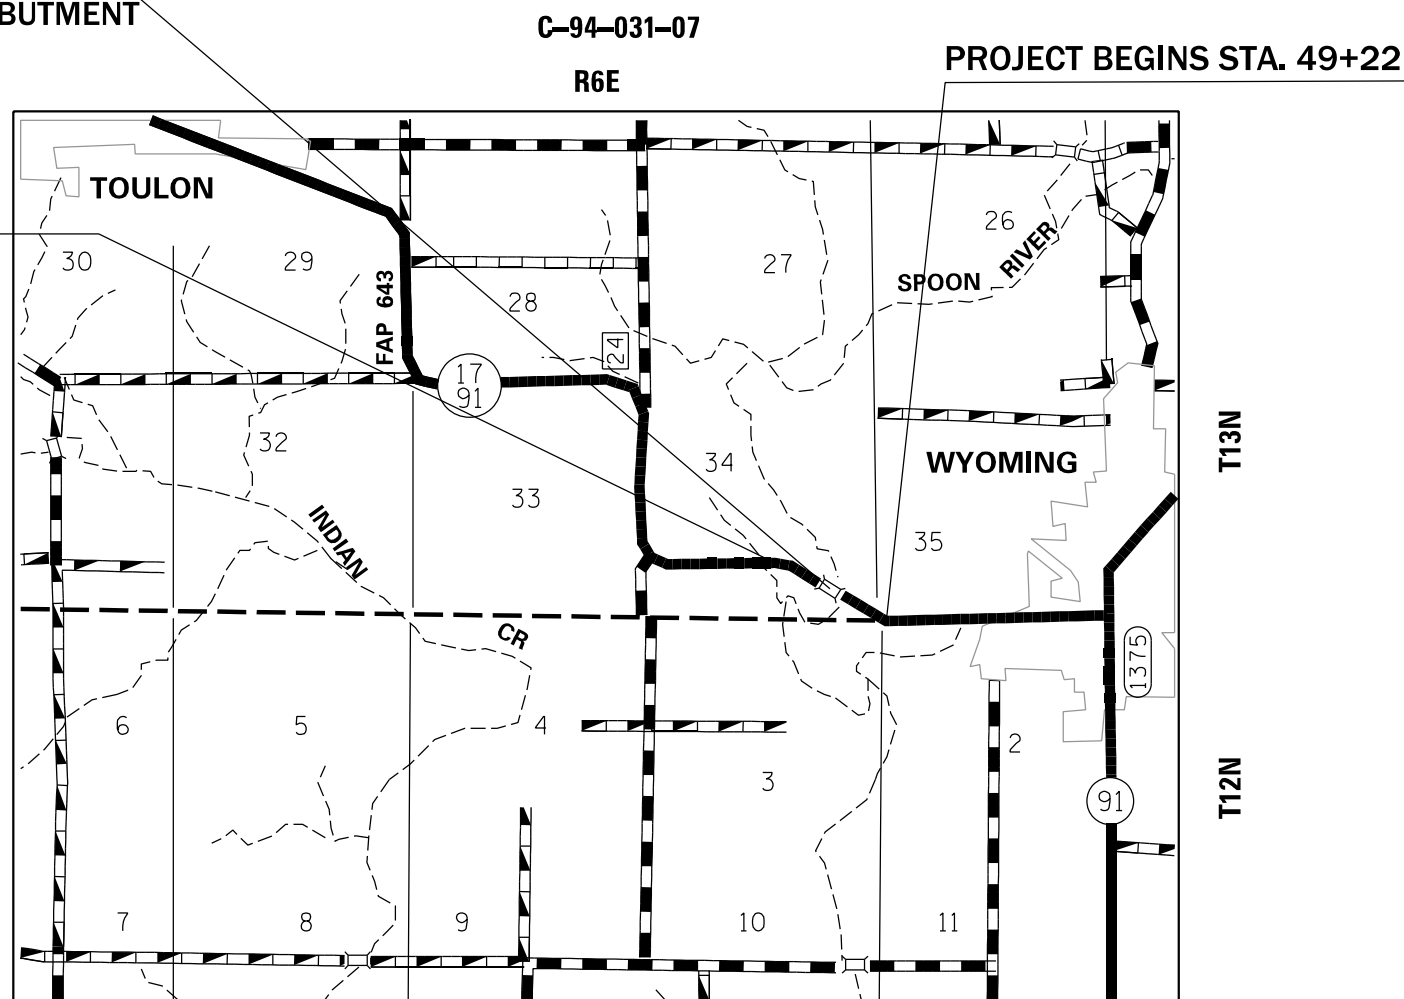 BUTMENT
C-94-031-07
PROJECT BEGINS STA. 49+22
R6E
TOULON
26
30
29
27
RIVER
SPOON
28
FAP 643
24
17
91
32
34
WYOMING
T13N
33
INDIAN
35
CR
1375
6
5
4
2
3
T12N
91
7
8
9
10
11